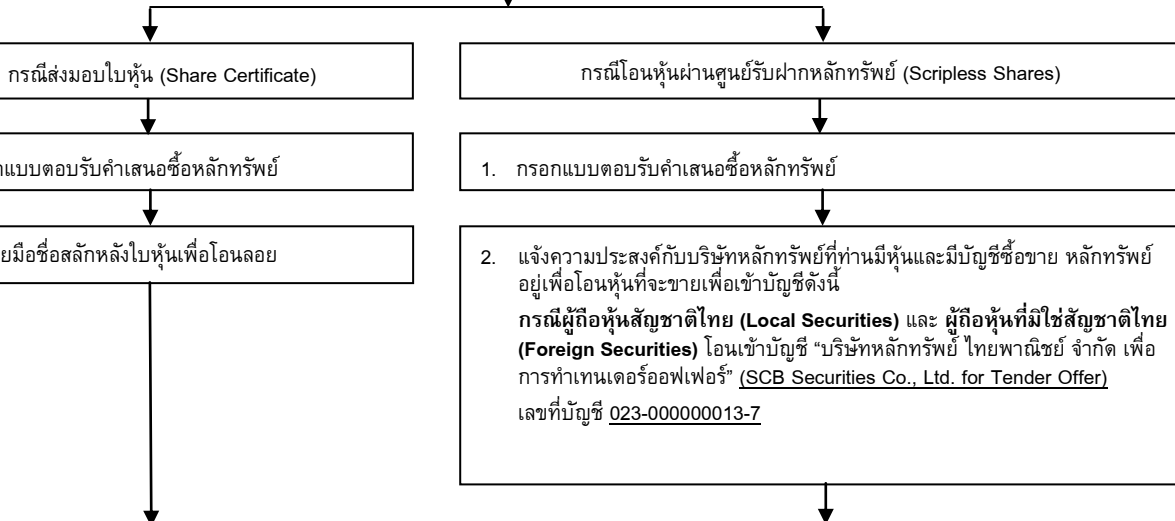 กรณีส่งมอบใบหุ้น (Share Certificate)
แบบตอบรับคำเสนอซื้อหลักทรัพย์
มือชื่อสลักหลังใบหุ้นเพื่อโอนลอย
กรณีโอนหุ้นผ่านศูนย์รับฝากหลักทรัพย์ (Scripless Shares)
1. กรอกแบบตอบรับคำเสนอซื้อหลักทรัพย์
2. แจ้งความประสงค์กับบริษัทหลักทรัพย์ที่ท่านมีหุ้นและมีบัญชีซื้อขาย หลักทรัพย์
อยู่เพื่อโอนหุ้นที่จะขายเพื่อเข้าบัญชีดังนี้
กรณีผู้ถือหุ้นสัญชาติไทย (Local Securities) และ ผู้ถือหุ้นที่มิใช่สัญชาติไทย
(Foreign Securities) โอนเข้าบัญชี “บริษัทหลักทรัพย์ ไทยพาณิชย์ จำกัด เพื่อ
การทำเทนเดอร์ออฟเฟอร์” (SCB Securities Co., Ltd. for Tender Offer)
เลขที่บัญชี 023-000000013-7